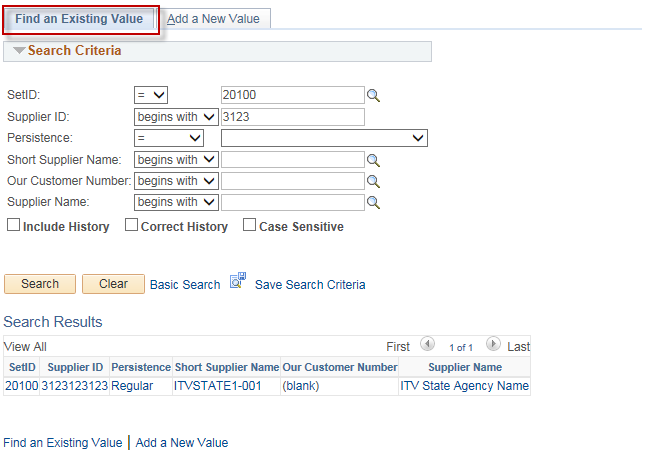 Find an Existing Value Add a New Value
Search Criteria
SetID: = 20100
Supplier ID: begins with 3123
Persistence: =
Short Supplier Name: begins with
Our Customer Number: begins with
Supplier Name: begins with
Include History Correct History Case Sensitive
Search Clear Basic Search Save Search Criteria
Search Results
View All First 1 of 1 Last
SetID Supplier ID Persistence Short Supplier Name Our Customer Number Supplier Name
20100 3123123123 Regular ITVSTATE1-001 (blank) ITV State Agency Name
Find an Existing Value | Add a New Value